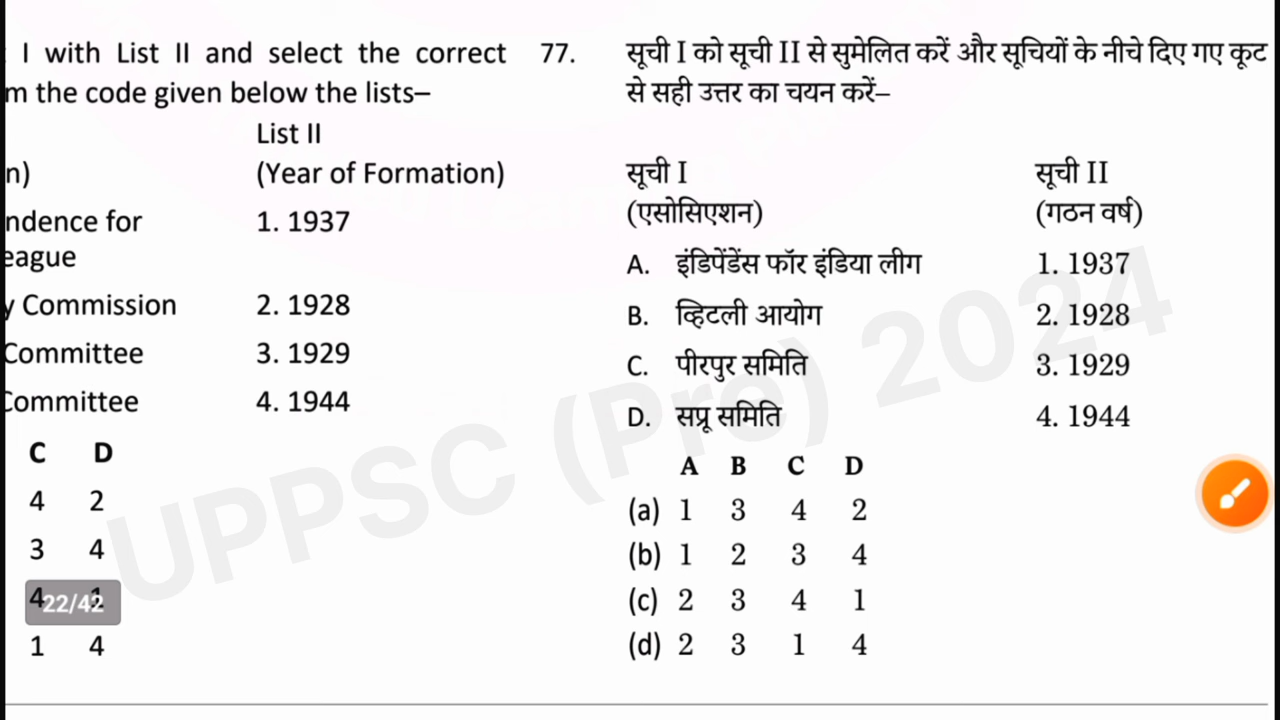 I with List II and select the correct
m the code given below the lists–
List II
n) (Year of Formation)
ndence for 1. 1937
eague
y Commission 2. 1928
Committee 3. 1929
Committee 4. 1944
C D
4 2
3 4
4 1
22/42
1 4
77. सूची I को सूची II से सुमेलित करें और सूचियों के नीचे दिए गए कूट
से सही उत्तर का चयन करें–
सूची I सूची II
(एसोसिएशन) (गठन वर्ष)
A. इंडिपेंडेंस फॉर इंडिया लीग 1. 1937
B. व्हिटली आयोग 2. 1928
C. पीरपुर समिति 3. 1929
D. सप्रू समिति 4. 1944
A B C D
(a) 1 3 4 2
(b) 1 2 3 4
(c) 2 3 4 1
(d) 2 3 1 4
UPPSC (Pre) 2024